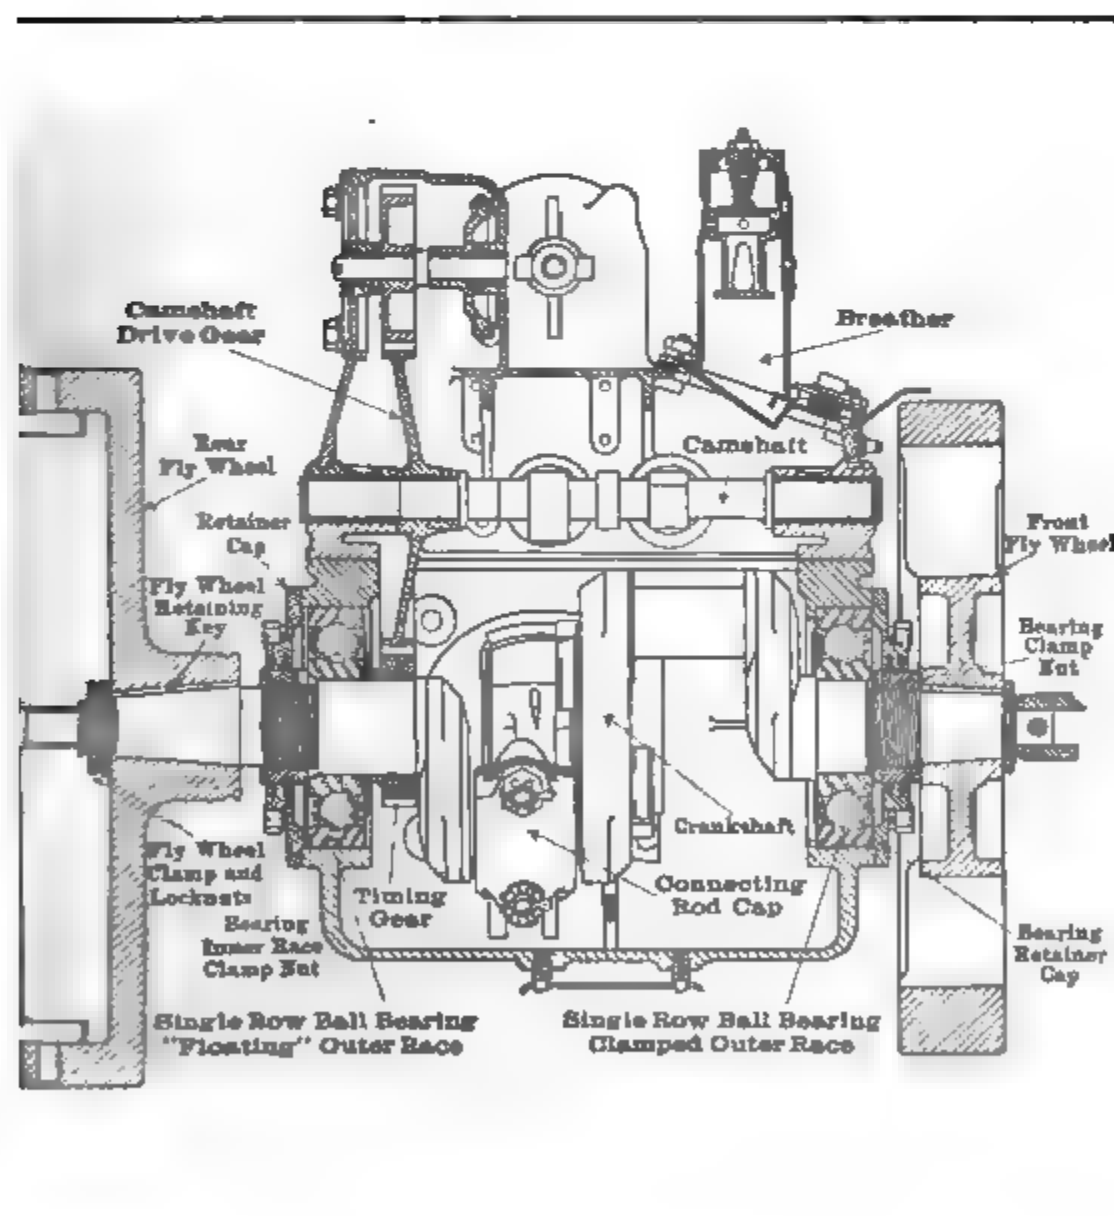 Camshaft
Drive Gear
Breather
Rear
Fly Wheel
Camshaft
Retainer
Cap
Front
Fly Wheel
Fly Wheel
Retaining
Key
Bearing
Clamp
Nut
Crankshaft
Fly Wheel
Clamp and
Locknuts
Timing
Gear
Connecting
Rod Cap
Bearing
Inner Race
Clamp Nut
Bearing
Retainer
Cap
Single Row Ball Bearing
"Floating" Outer Race
Single Row Ball Bearing
Clamped Outer Race